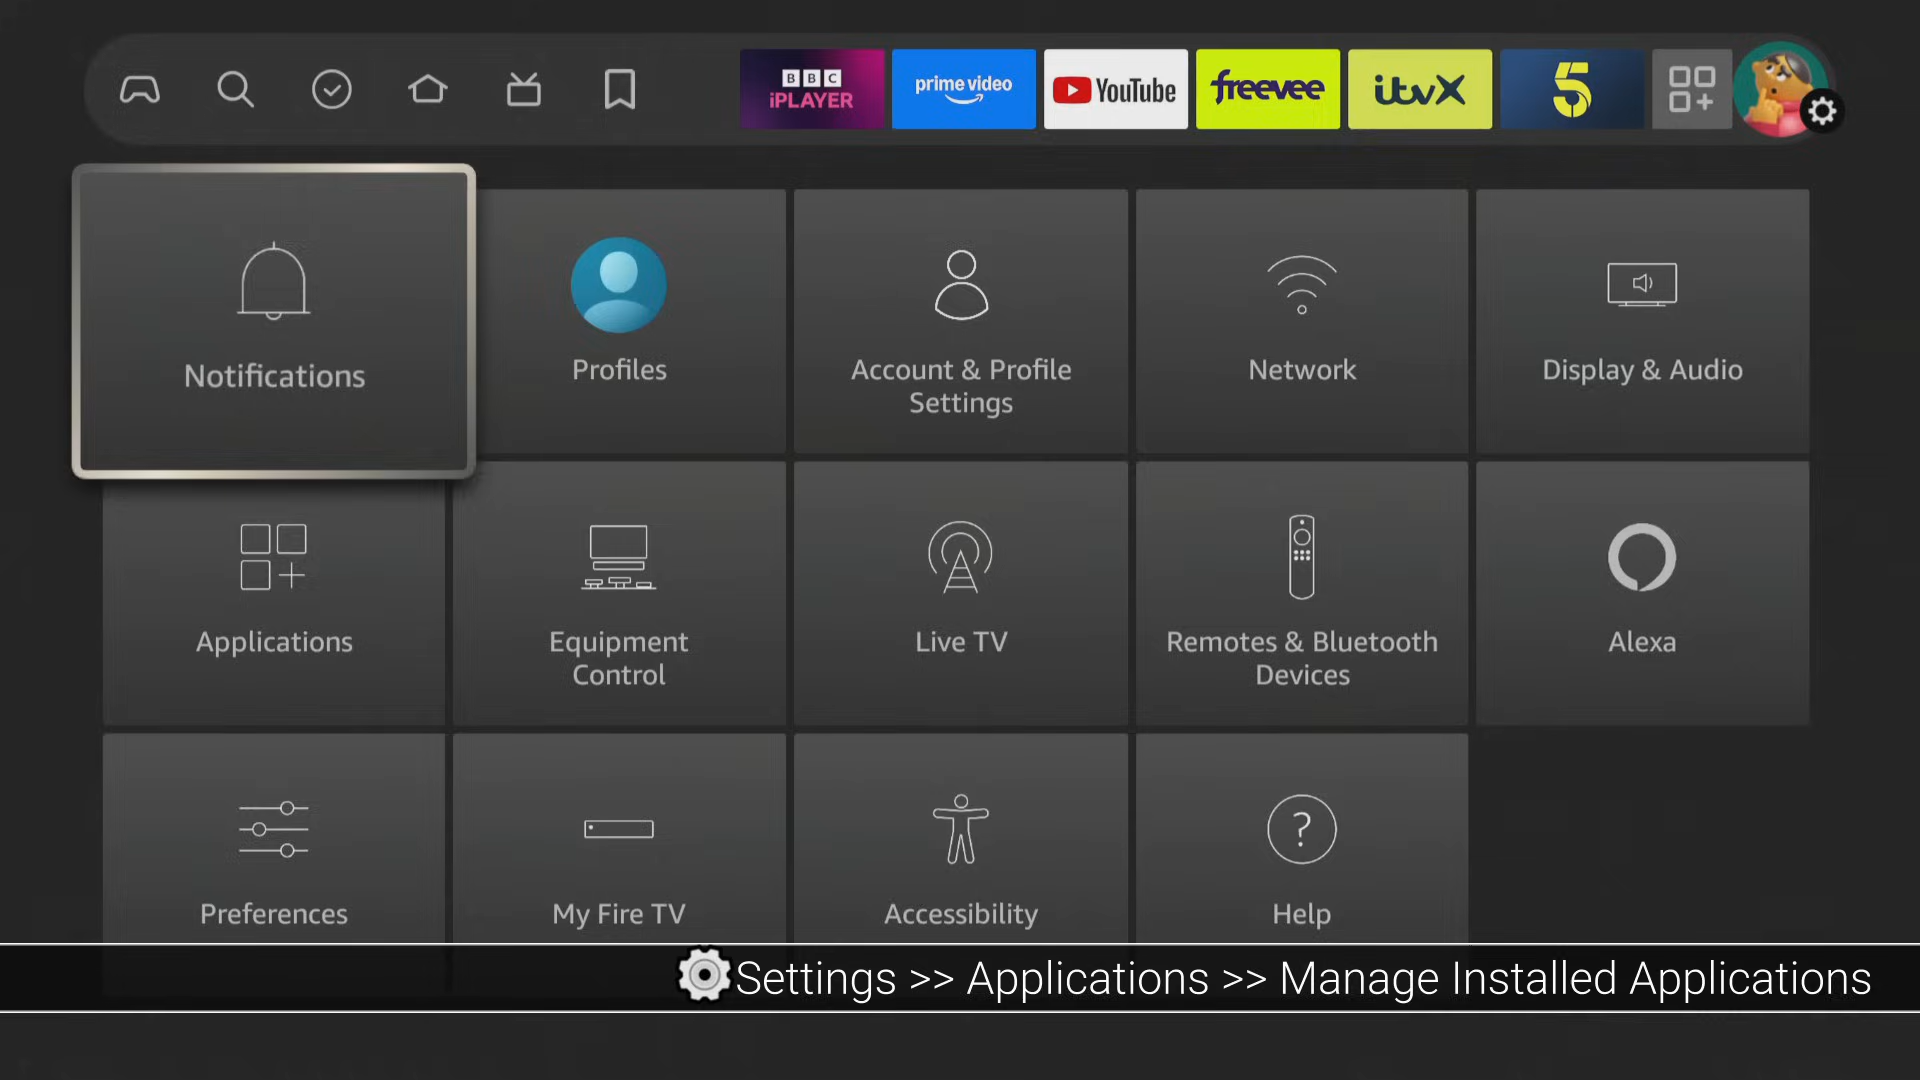 BBC
iPLAYER
prime video
YouTube
freevee
itvX
5
Notifications
Profiles
Account & Profile
Settings
Network
Display & Audio
Applications
Equipment
Control
Live TV
Remotes & Bluetooth
Devices
Alexa
Preferences
My Fire TV
Accessibility
?
Help
Settings >> Applications >> Manage Installed Applications